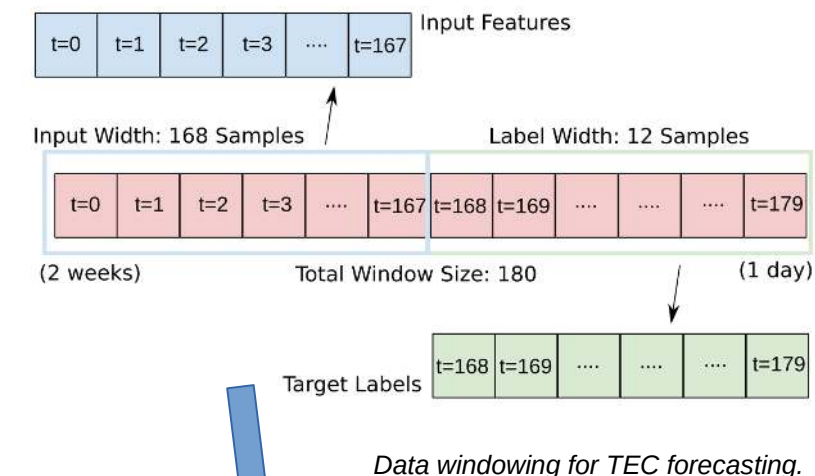 t=0 t=1 t=2 t=3 .... t=167 Input Features
Input Width: 168 Samples Label Width: 12 Samples
t=0 t=1 t=2 t=3 .... t=167 t=168 t=169 .... .... .... t=179
(2 weeks) Total Window Size: 180 (1 day)
Target Labels t=168 t=169 .... .... .... t=179
Data windowing for TEC forecasting.